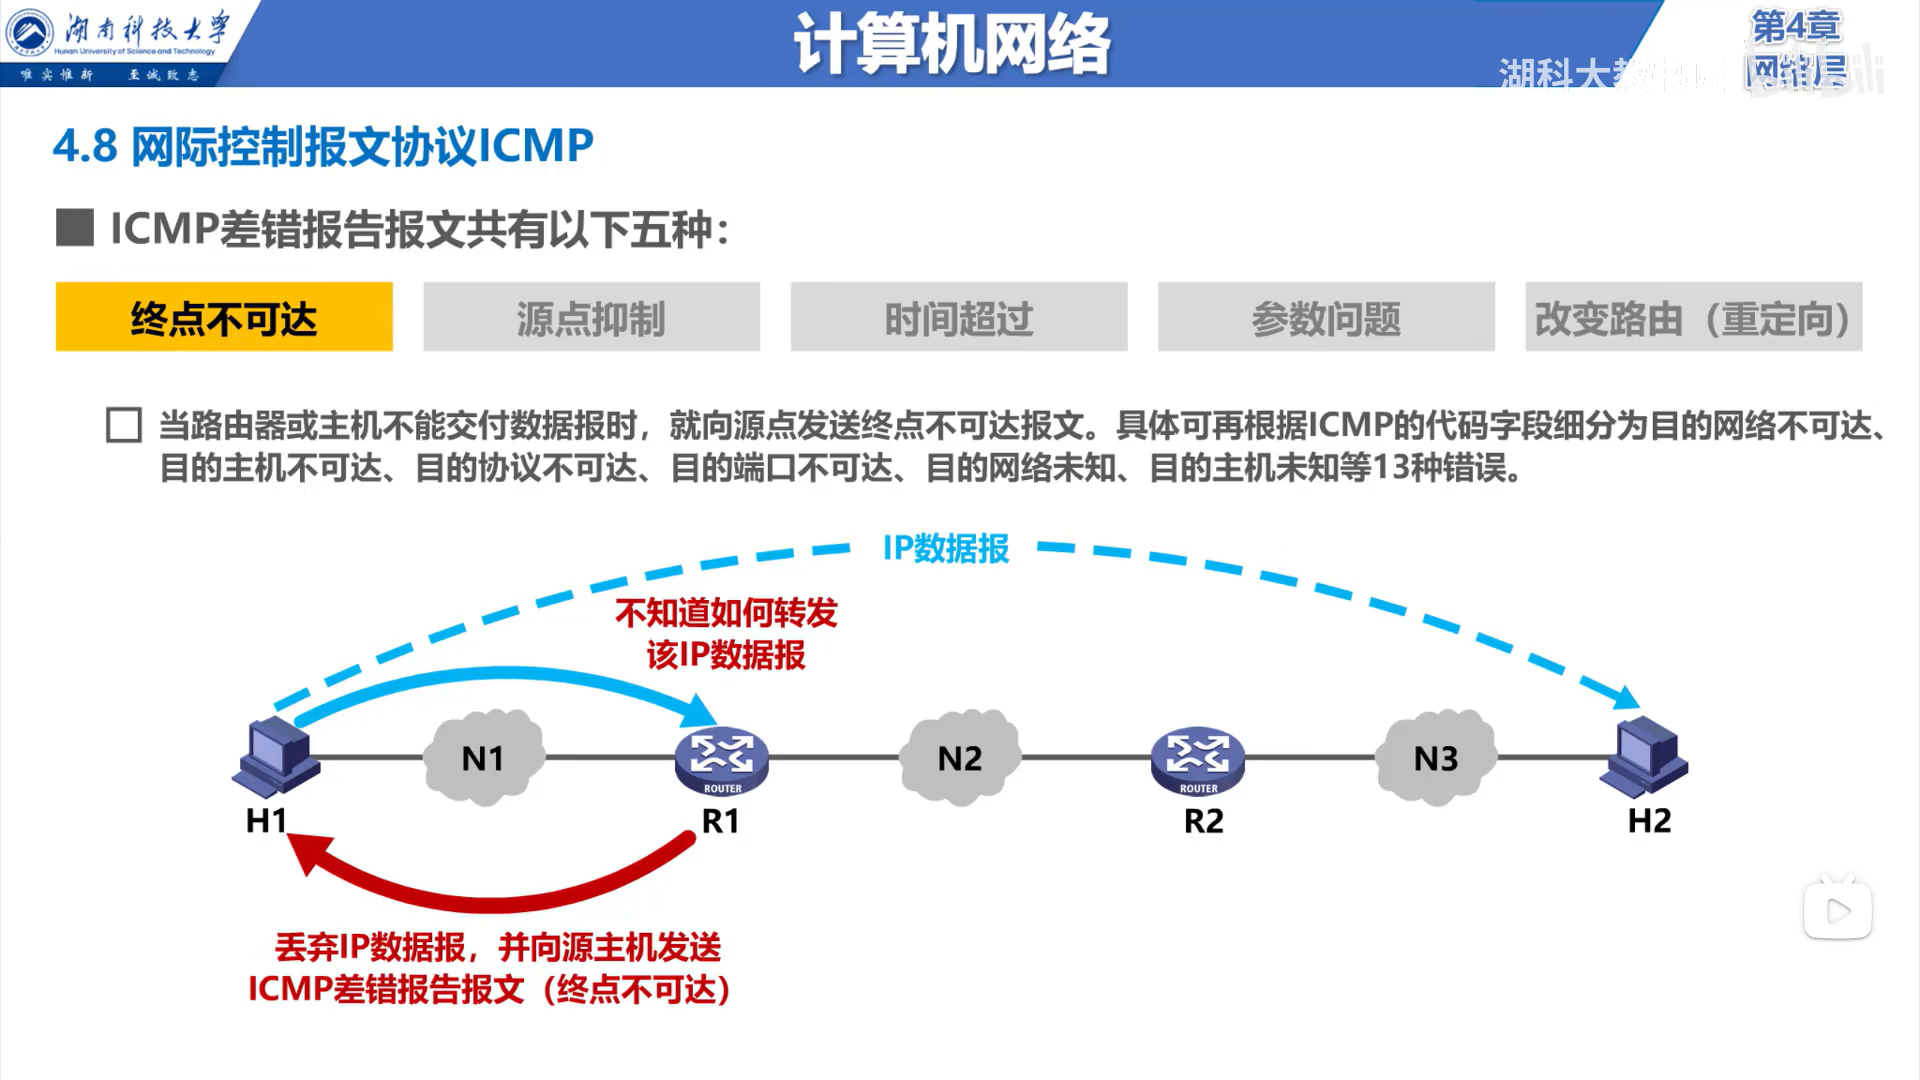 湖南科技大学
Hunan University of Science and Technology
唯实惟新 至诚致志
计算机网络
第4章
网络层
湖科大教
4.8 网际控制报文协议ICMP
ICMP差错报告报文共有以下五种：
终点不可达
源点抑制
时间超过
参数问题
改变路由（重定向）
当路由器或主机不能交付数据报时，就向源点发送终点不可达报文。具体可再根据ICMP的代码字段细分为目的网络不可达、
目的主机不可达、目的协议不可达、目的端口不可达、目的网络未知、目的主机未知等13种错误。
IP数据报
不知道如何转发
该IP数据报
N1
N2
N3
ROUTER
ROUTER
H1
R1
R2
H2
丢弃IP数据报，并向源主机发送
ICMP差错报告报文（终点不可达）